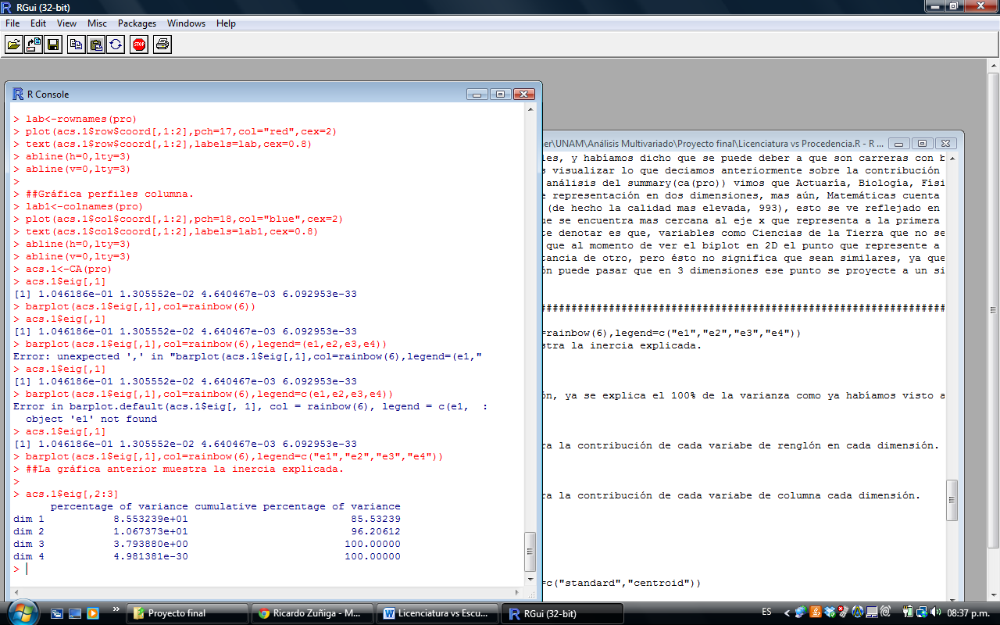 RGui (32-bit)
File Edit View Misc Packages Windows Help
STOP
R Console
> lab<-rownames(pro)
> plot(acs.1$row$coord[,1:2],pch=17,col="red",cex=2)
> text(acs.1$row$coord[,1:2],labels=lab,cex=0.8)
> abline(h=0,lty=3)
> abline(v=0,lty=3)
>
> ##Gráfica perfiles columna.
> lab1<-colnames(pro)
> plot(acs.1$col$coord[,1:2],pch=18,col="blue",cex=2)
> text(acs.1$col$coord[,1:2],labels=lab1,cex=0.8)
> abline(h=0,lty=3)
> abline(v=0,lty=3)
> acs.1<-CA(pro)
> acs.1$eig[,1]
[1] 1.046186e-01 1.305552e-02 4.640467e-03 6.092953e-33
> barplot(acs.1$eig[,1],col=rainbow(6))
> acs.1$eig[,1]
[1] 1.046186e-01 1.305552e-02 4.640467e-03 6.092953e-33
> barplot(acs.1$eig[,1],col=rainbow(6),legend=(e1,e2,e3,e4))
Error: unexpected ',' in "barplot(acs.1$eig[,1],col=rainbow(6),legend=(e1,"
> acs.1$eig[,1]
[1] 1.046186e-01 1.305552e-02 4.640467e-03 6.092953e-33
> barplot(acs.1$eig[,1],col=rainbow(6),legend=c(e1,e2,e3,e4))
Error in barplot.default(acs.1$eig[, 1], col = rainbow(6), legend = c(e1,  :
object 'e1' not found
> acs.1$eig[,1]
[1] 1.046186e-01 1.305552e-02 4.640467e-03 6.092953e-33
> barplot(acs.1$eig[,1],col=rainbow(6),legend=c("e1","e2","e3","e4"))
> ##La gráfica anterior muestra la inercia explicada.
>
> acs.1$eig[,2:3]
percentage of variance cumulative percentage of variance
dim 1 8.553239e+01 85.53239
dim 2 1.067373e+01 96.20612
dim 3 3.793880e+00 100.00000
dim 4 4.981381e-30 100.00000
>
er\UNAM\Análisis Multivariado\Proyecto final\Licenciatura vs Procedencia.R - R ...
les, y habíamos dicho que se puede deber a que son carreras con b
s visualizar lo que deciamos anteriormente sobre la contribución
análisis del summary(ca(pro)) vimos que Actuaría, Biología, Físi
e representación en dos dimensiones, mas aún, Matemáticas cuenta
(de hecho la calidad mas elevada, 993), esto se ve reflejado en
ue se encuentra mas cercana al eje x que representa a la primera
te denotar es que, variables como Ciencias de la Tierra que no se
que al momento de ver el biplot en 2D el punto que represente a
tancia de otro, pero ésto no significa que sean similares, ya que
ón puede pasar que en 3 dimensiones ese punto se proyecte a un si
#################################################################
=rainbow(6),legend=c("e1","e2","e3","e4"))
stra la inercia explicada.
ón, ya se explica el 100% de la varianza como ya habíamos visto a
ra la contribución de cada variabe de renglón en cada dimensión.
ra la contribución de cada variabe de columna cada dimensión.
=c("standard","centroid"))
Proyecto final
Ricardo Zuñiga - M...
Licenciatura vs Escu...
RGui (32-bit)
ES
08:37 p.m.